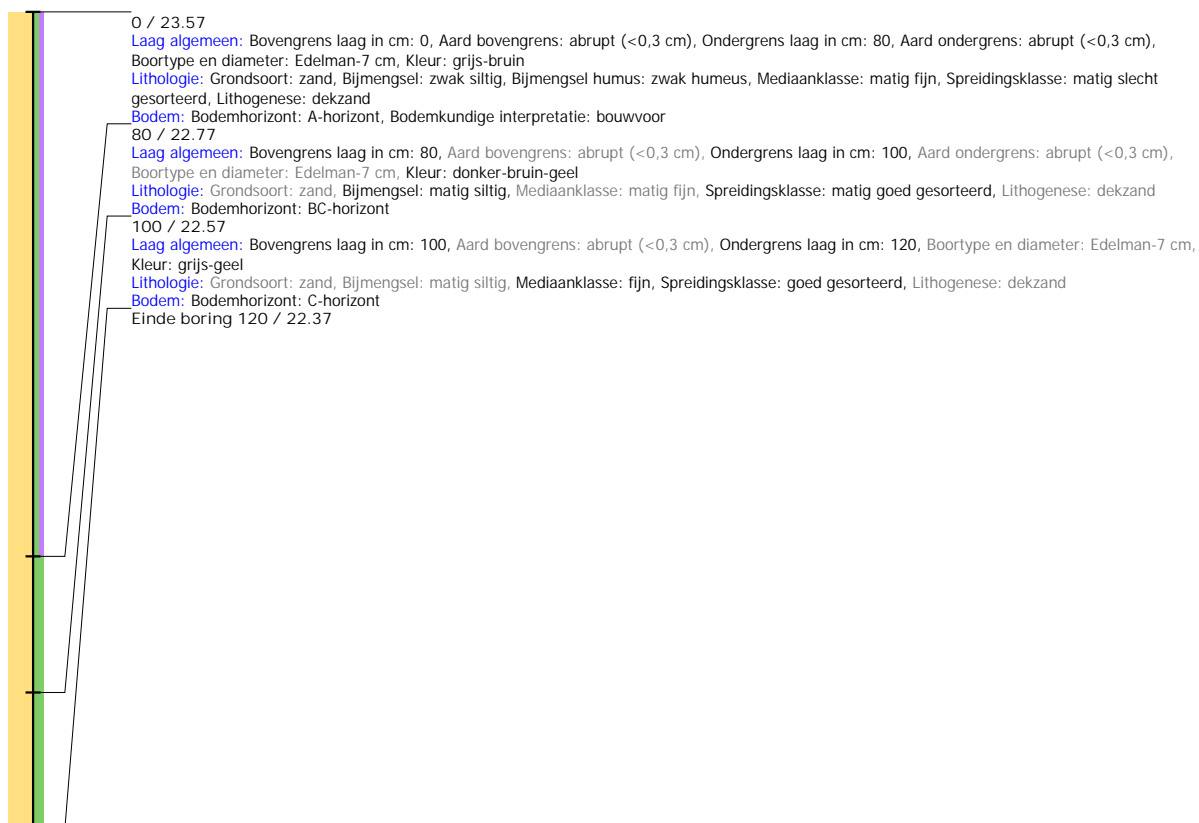 0 / 23.57
Laag algemeen: Bovengrens laag in cm: 0, Aard bovengrens: abrupt (<0,3 cm), Ondergrens laag in cm: 80, Aard ondergrens: abrupt (<0,3 cm),
Boortype en diameter: Edelman-7 cm, Kleur: grijs-bruin
Lithologie: Grondsoort: zand, Bijmengsel: zwak siltig, Bijmengsel humus: zwak humeus, Mediaanklasse: matig fijn, Spreidingsklasse: matig slecht
gesorteerd, Lithogenese: dekzand
Bodem: Bodemhorizont: A-horizont, Bodemkundige interpretatie: bouwvoor
80 / 22.77
Laag algemeen: Bovengrens laag in cm: 80, Aard bovengrens: abrupt (<0,3 cm), Ondergrens laag in cm: 100, Aard ondergrens: abrupt (<0,3 cm),
Boortype en diameter: Edelman-7 cm, Kleur: donker-bruin-geel
Lithologie: Grondsoort: zand, Bijmengsel: matig siltig, Mediaanklasse: matig fijn, Spreidingsklasse: matig goed gesorteerd, Lithogenese: dekzand
Bodem: Bodemhorizont: BC-horizont
100 / 22.57
Laag algemeen: Bovengrens laag in cm: 100, Aard bovengrens: abrupt (<0,3 cm), Ondergrens laag in cm: 120, Boortype en diameter: Edelman-7 cm,
Kleur: grijs-geel
Lithologie: Grondsoort: zand, Bijmengsel: matig siltig, Mediaanklasse: fijn, Spreidingsklasse: goed gesorteerd, Lithogenese: dekzand
Bodem: Bodemhorizont: C-horizont
Einde boring 120 / 22.37